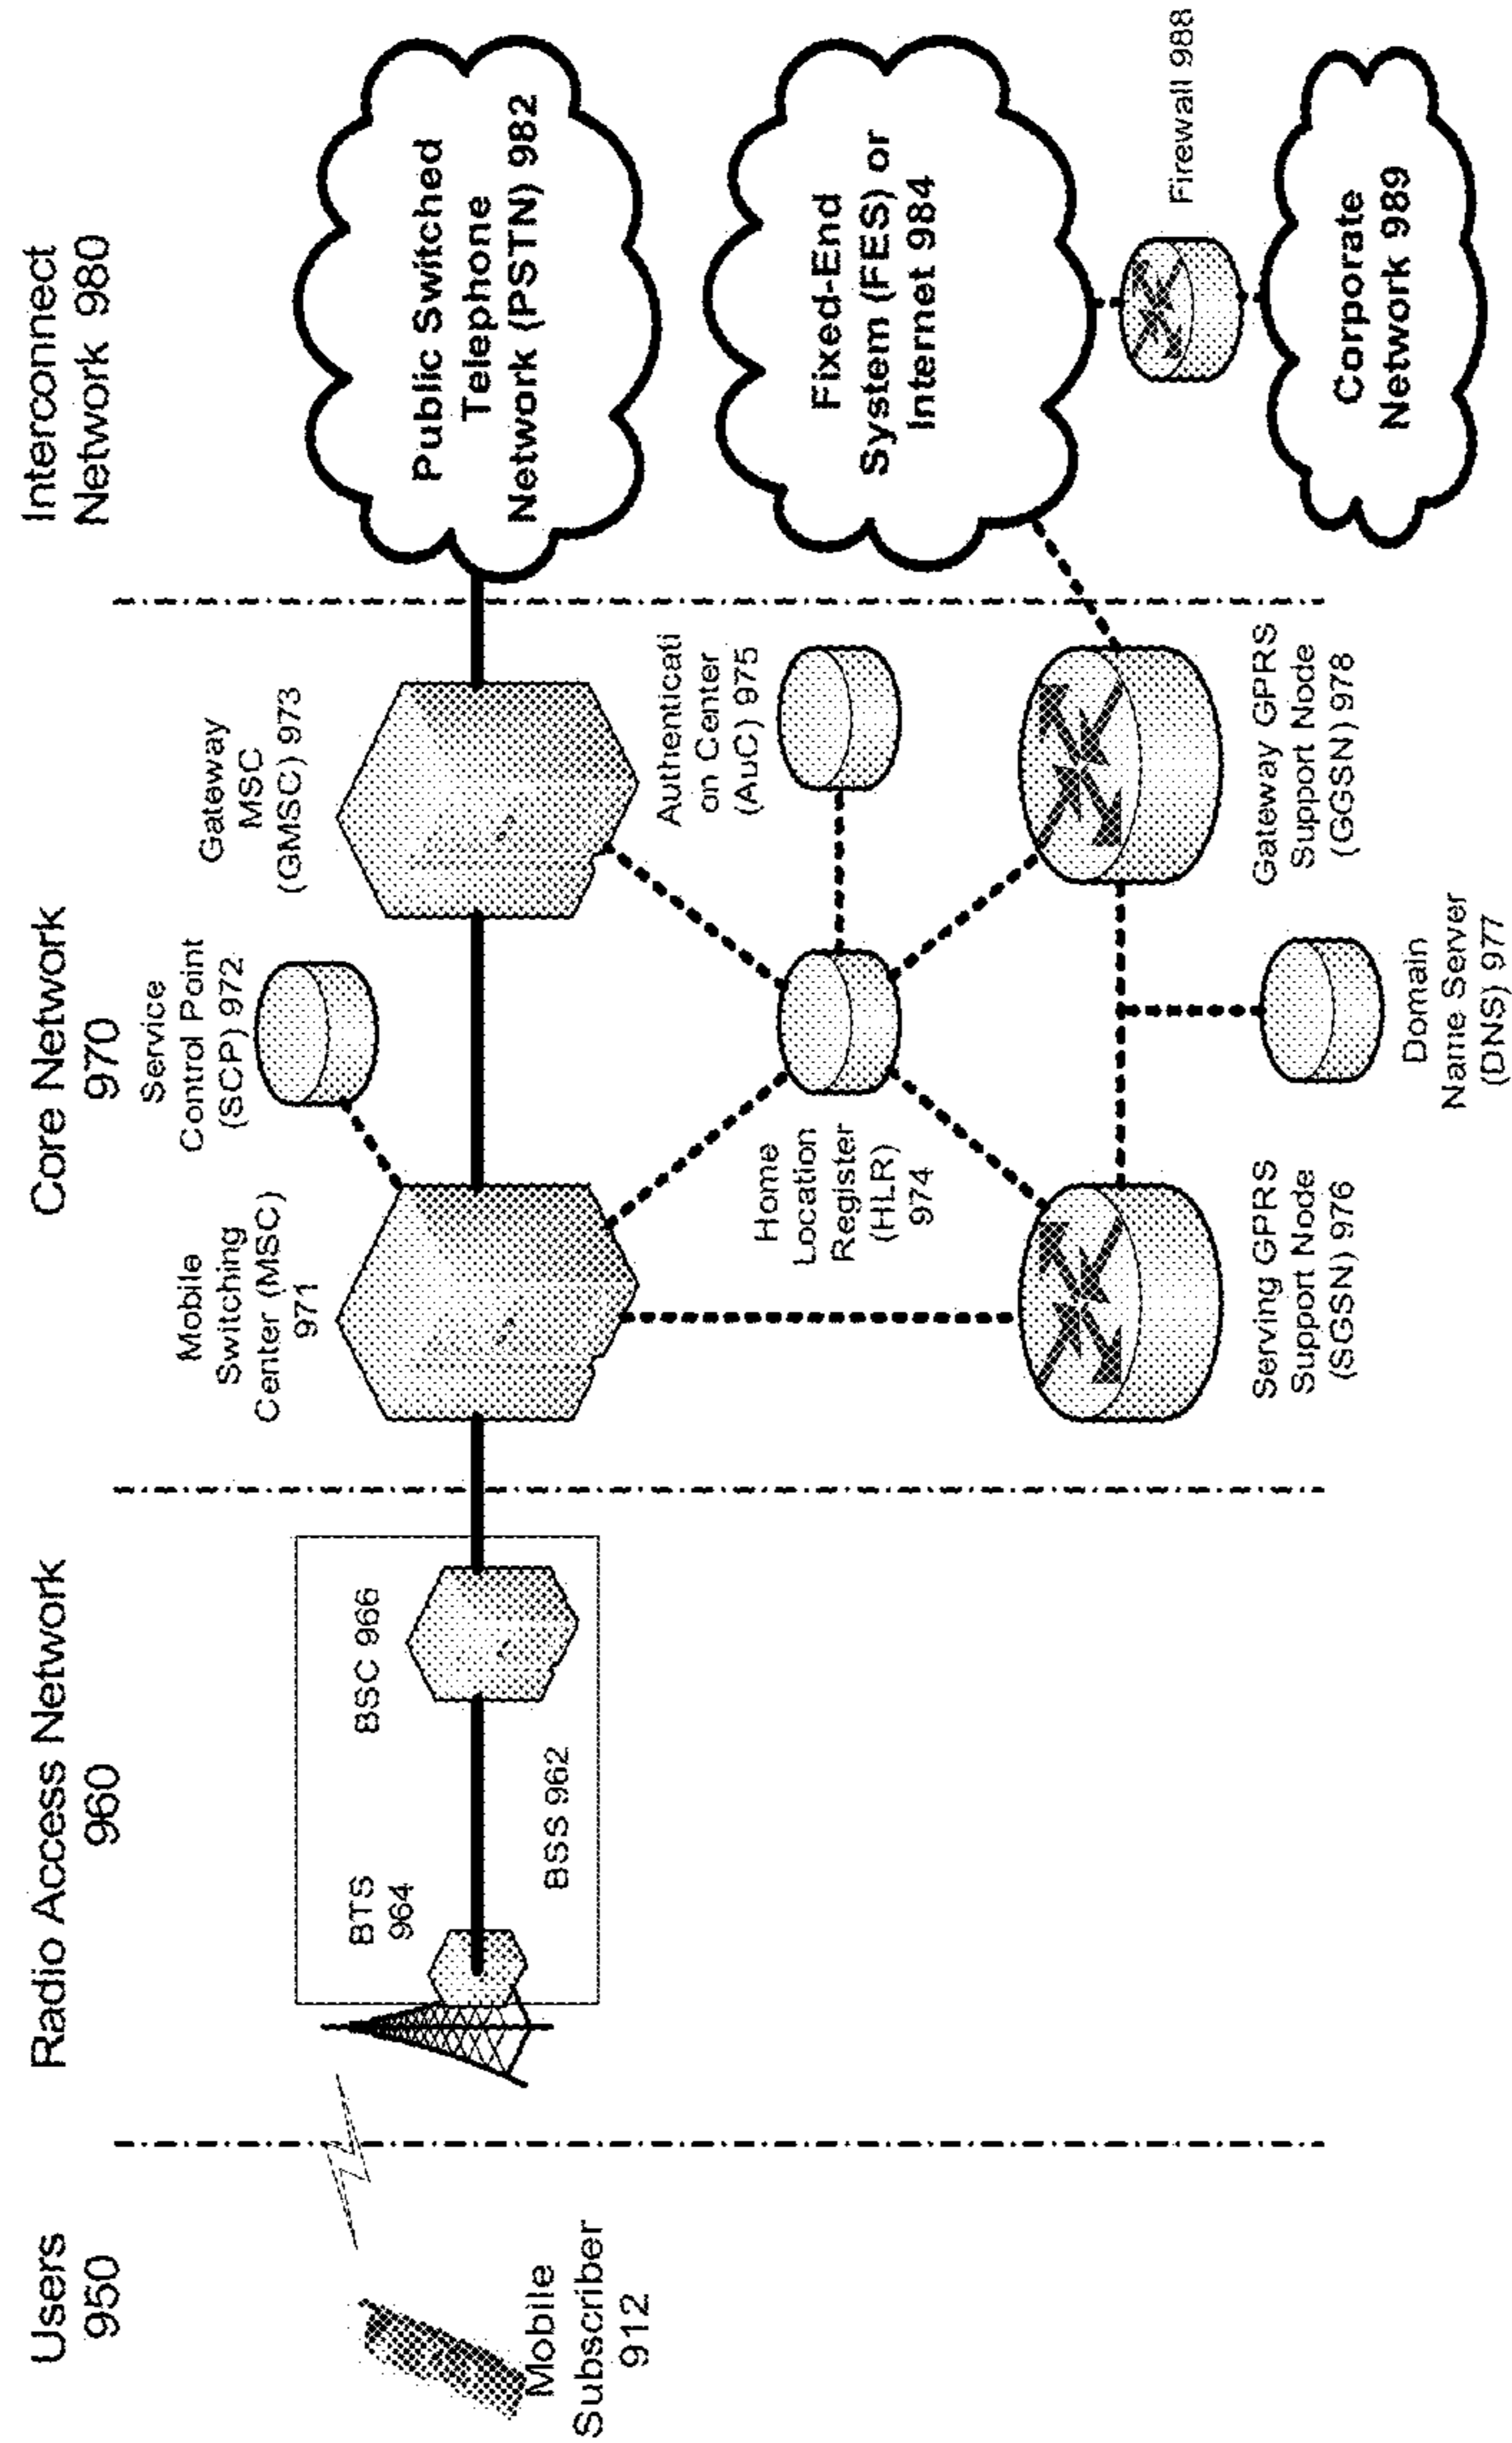 Users
950
Radio Access Network
960
Core Network
970
Interconnect
Network 980
Mobile
Subscriber
912
BTS
964
BSC 966
BSS 962
Mobile
Switching
Center (MSC)
971
Service
Control Point
(SCP) 972
Gateway
MSC
(GMSC) 973
Home
Location
Register
(HLR)
974
Authenticati
on Center
(AuC) 975
Serving GPRS
Support Node
(SGSN) 976
Domain
Name Server
(DNS) 977
Gateway GPRS
Support Node
(GGSN) 978
Public Switched
Telephone
Network (PSTN) 982
Fixed-End
System (FES) or
Internet 984
Firewall 988
Corporate
Network 989